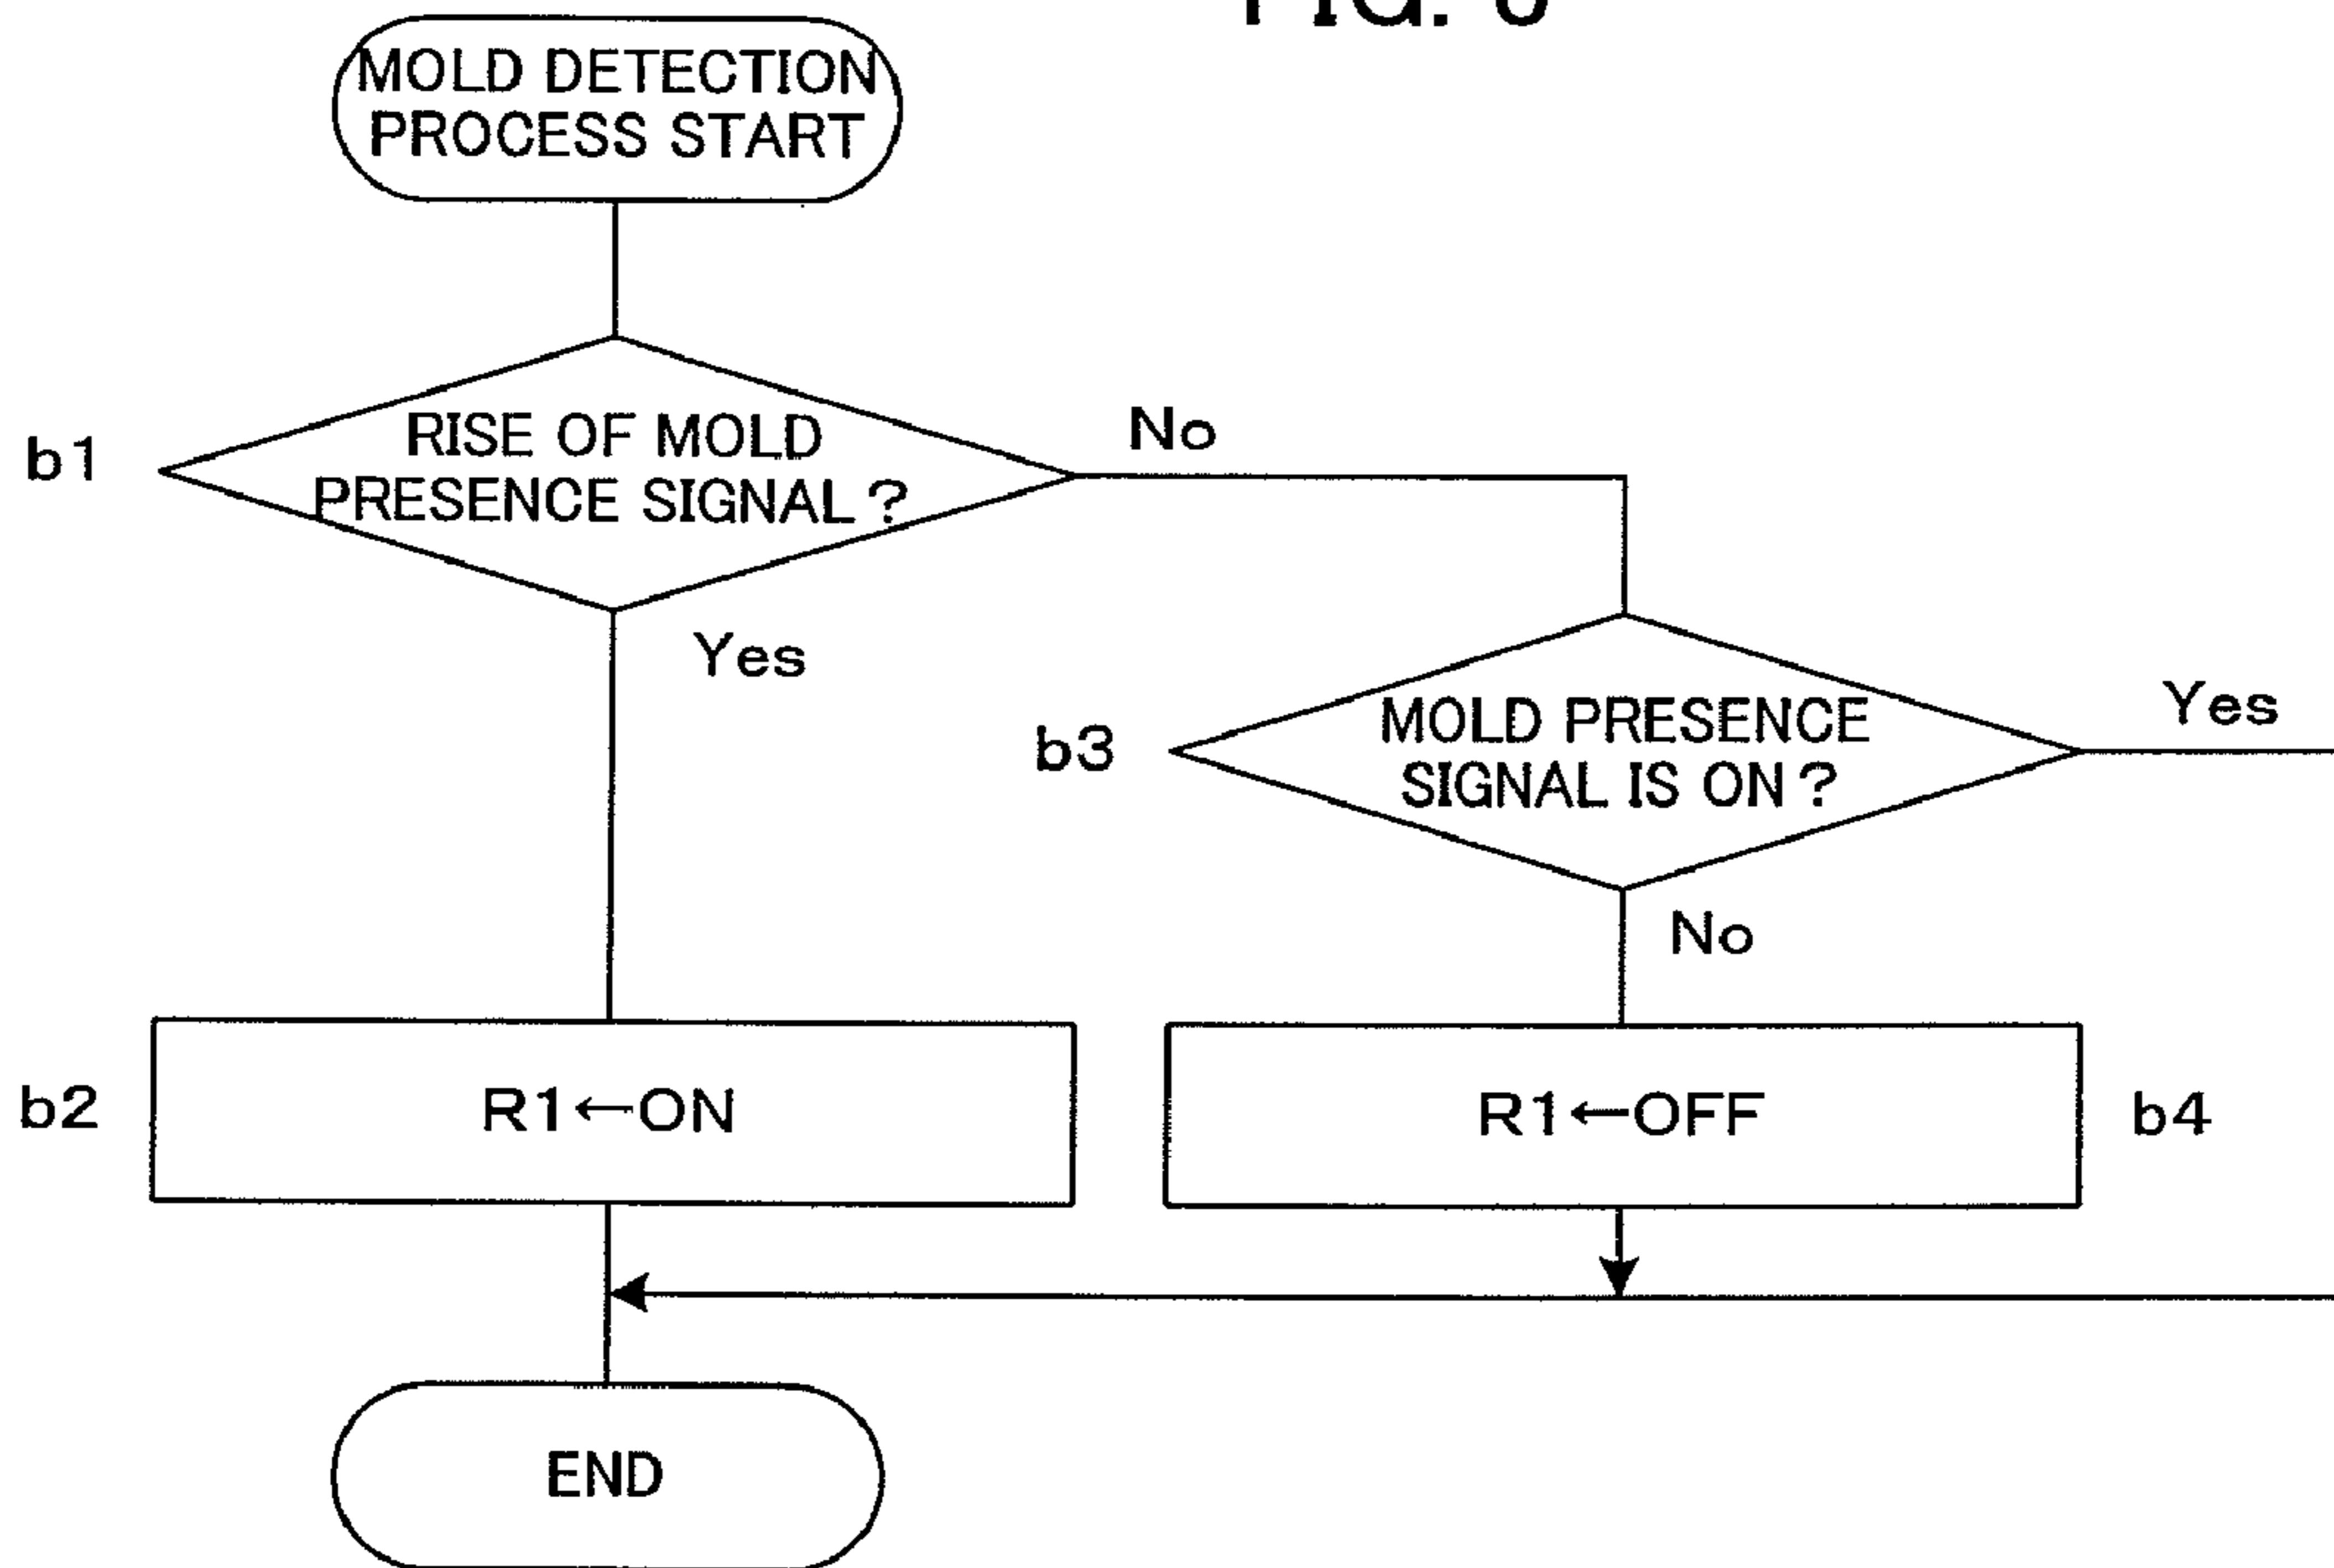 FIG.
MOLD DETECTION
PROCESS START
b1
RISE OF MOLD
PRESENCE SIGNAL ?
No
Yes
b3
MOLD PRESENCE
SIGNAL IS ON ?
Yes
No
b2
R1←ON
R1←OFF
b4
END